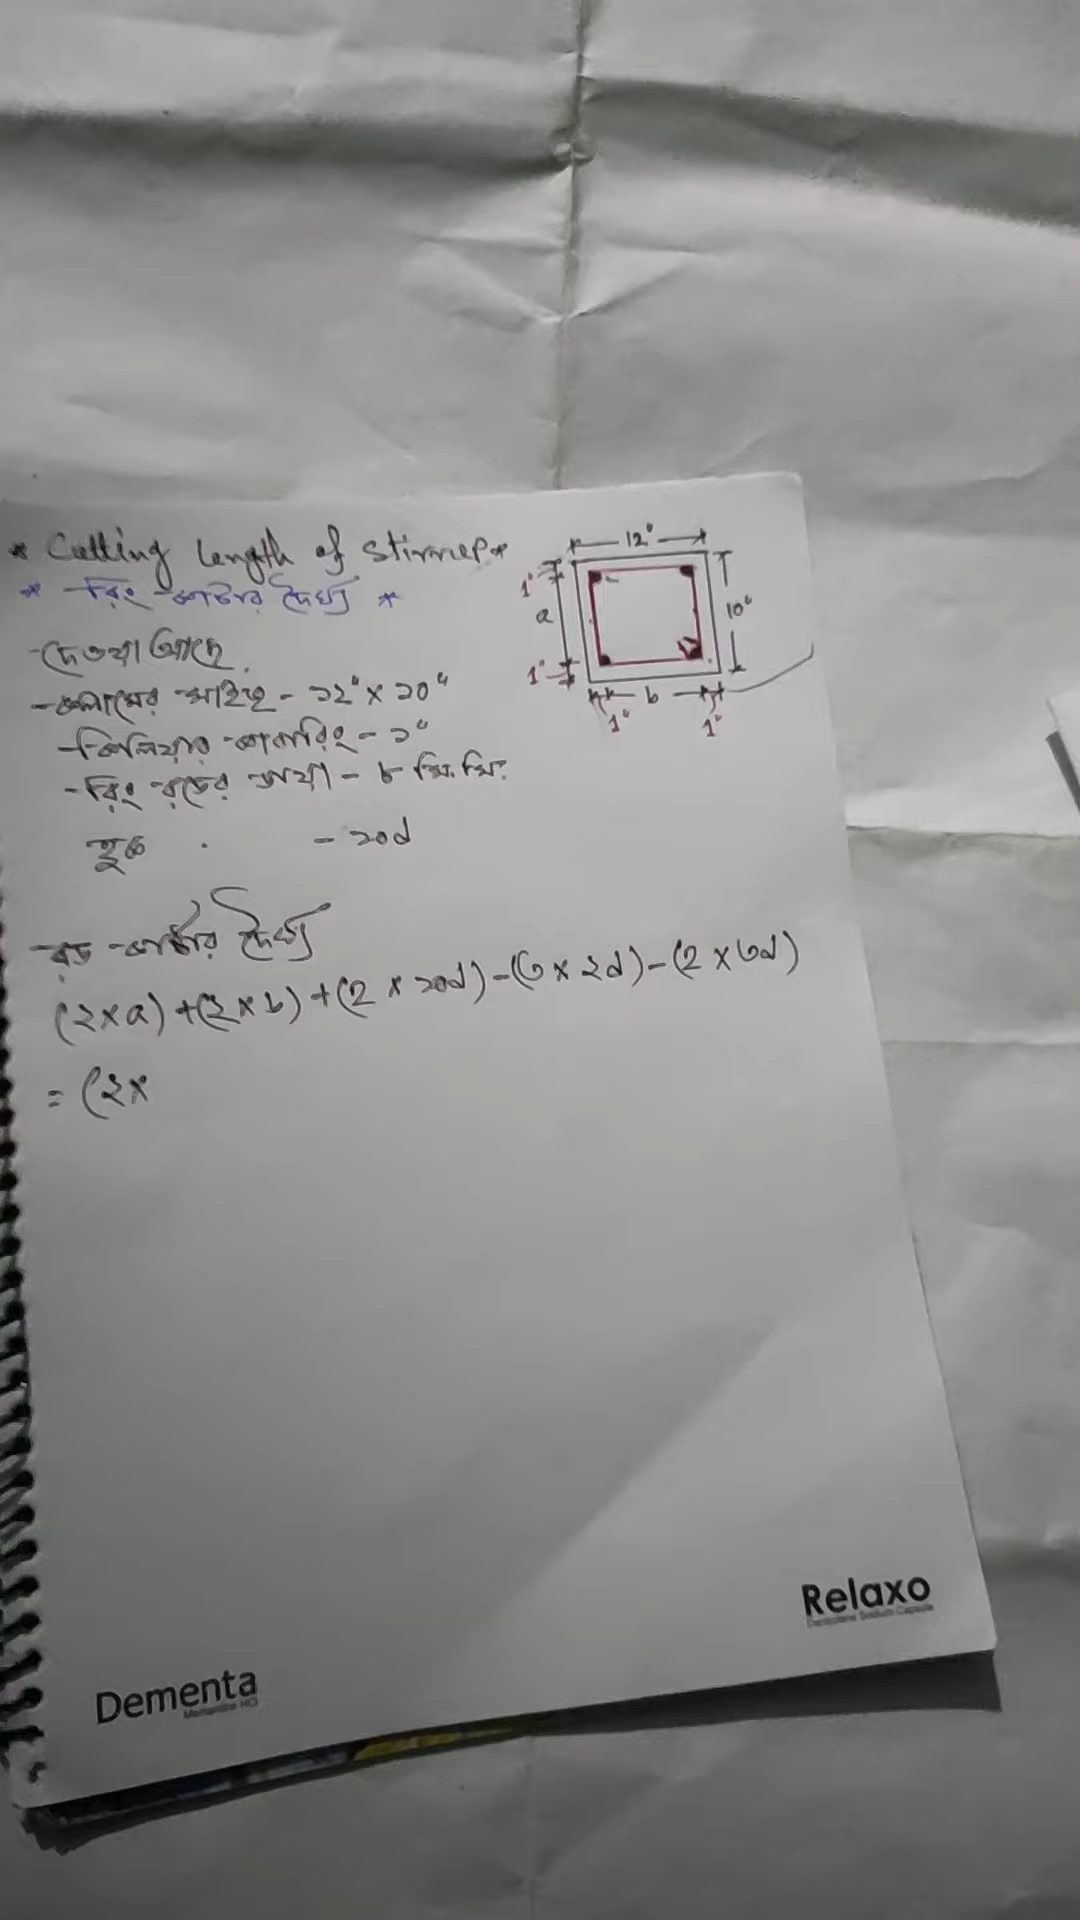 * Cutting Length of stirrup *
* রিং কাটার দৈর্ঘ্য *
12"
1"
a
10"
1"
b
1"
1"
দেওয়া আছে,
- কলামের সাইজ - ১২" x ১০"
- ক্লিয়ার কাভারিং - ১"
- রিং রডের ডায়া - ৮ মি.মি.
হুক - ১০d
রড কাটার দৈর্ঘ্য
(২xa) + (২xb) + (2 x ১০d) - (৩ x ২d) - (2 x ৩d)
= (২x
Relaxo
Dementa